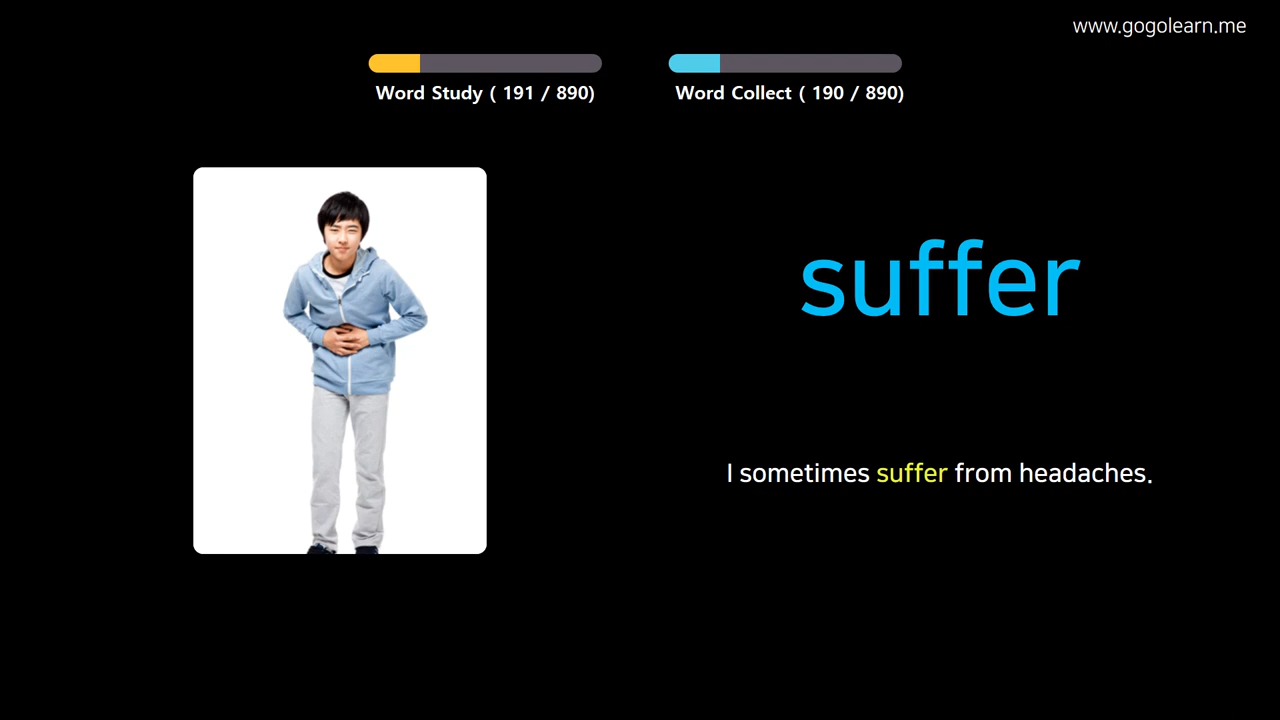 www.gogolearn.me
Word Study ( 191 / 890)
Word Collect ( 190 / 890)
suffer
I sometimes suffer from headaches.